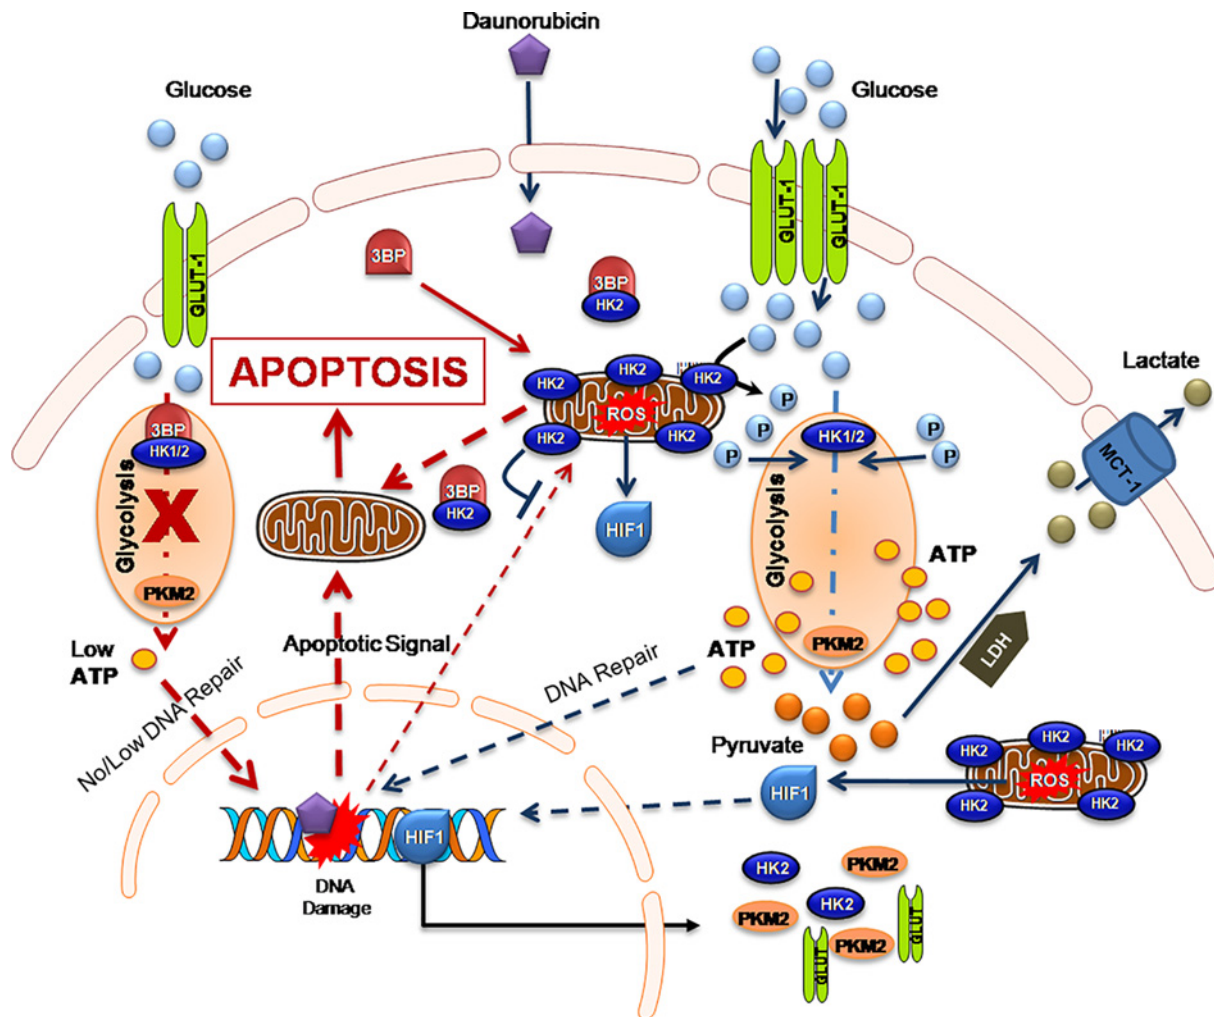 Daunorubicin
Glucose
Glucose
GLUT-1
GLUT-1
GLUT-1
3BP
3BP
HK2
APOPTOSIS
HK2
HK2
HK2
ROS
HK2
HK2
Lactate
MCT-1
P
P
P
P
P
3BP
HK1/2
Glycolysis
PKM2
3BP
HK2
HIF1
HK1/2
Glycolysis
ATP
PKM2
ATP
LDH
Low
ATP
Apoptotic Signal
No/Low DNA Repair
DNA Repair
Pyruvate
HIF1
HK2
HK2
HK2
ROS
HK2
HK2
HIF1
DNA
Damage
HK2
PKM2
HK2
PKM2
PKM2
GLUT
GLUT